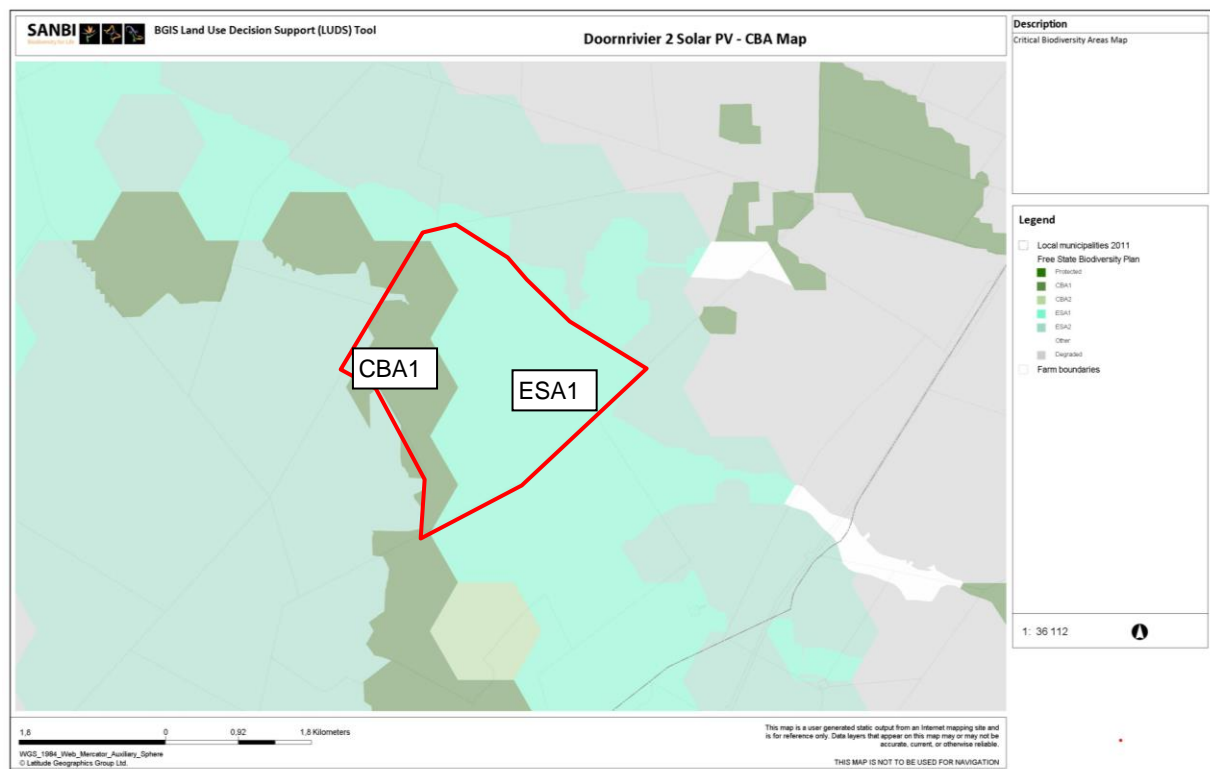 SANBI
Biodiversity for Life
BGIS Land Use Decision Support (LUDS) Tool
Doornrivier 2 Solar PV - CBA Map
Description
Critical Biodiversity Areas Map
CBA1
ESA1
Legend
Local municipalities 2011
Free State Biodiversity Plan
Protected
CBA1
CBA2
ESA1
ESA2
Other
Degraded
Farm boundaries
1: 36 112
1,8 0 0,92 1,8 Kilometers
WGS_1984_Web_Mercator_Auxiliary_Sphere
© Latitude Geographics Group Ltd.
This map is a user generated static output from an Internet mapping site and
is for reference only. Data layers that appear on this map may or may not be
accurate, current, or otherwise reliable.
THIS MAP IS NOT TO BE USED FOR NAVIGATION